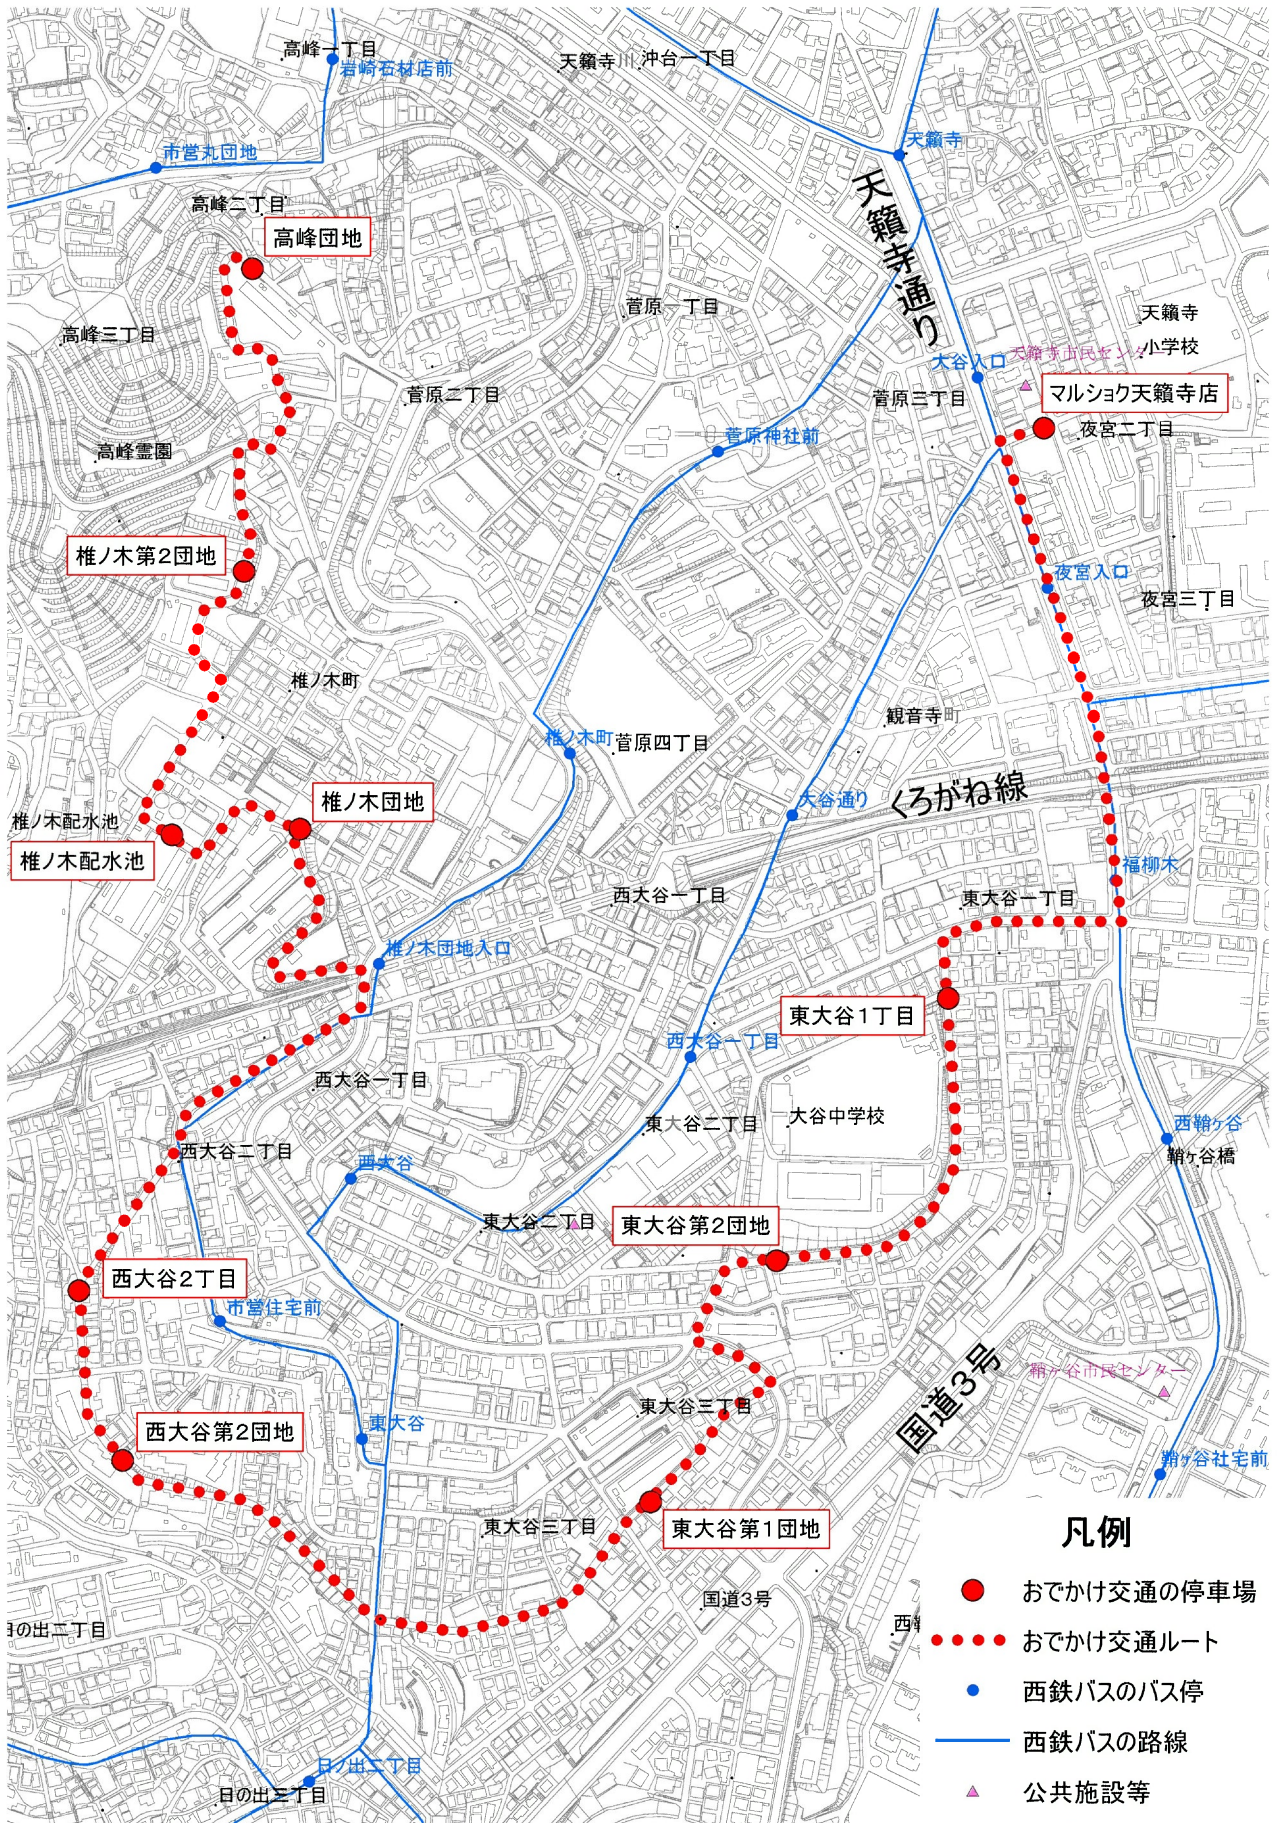 高峰一丁目
岩崎石材店前
天籟寺川
沖台一丁目
天籟寺
市営丸団地
高峰二丁目
高峰団地
天籟寺通り
菅原一丁目
天籟寺
小学校
高峰三丁目
大谷入口
天籟寺市民センター
マルショク天籟寺店
菅原二丁目
菅原三丁目
夜宮二丁目
高峰霊園
菅原神社前
椎ノ木第2団地
夜宮入口
夜宮三丁目
椎ノ木町
観音寺町
椎ノ木町
菅原四丁目
くろがね線
大谷通り
椎ノ木団地
椎ノ木配水池
椎ノ木配水池
福柳木
西大谷一丁目
東大谷一丁目
椎ノ木団地入口
東大谷1丁目
西大谷一丁目
西大谷一丁目
東大谷二丁目
大谷中学校
西鞘ヶ谷
鞘ヶ谷橋
西大谷二丁目
西大谷
東大谷二丁目
東大谷第2団地
西大谷2丁目
市営住宅前
国道3号
鞘ヶ谷市民センター
東大谷三丁目
西大谷第2団地
東大谷
鞘ヶ谷社宅前
東大谷三丁目
東大谷第1団地
国道3号
日の出二丁目
日ノ出二丁目
日の出三丁目
凡例
おでかけ交通の停車場
おでかけ交通ルート
西鉄バスのバス停
西鉄バスの路線
公共施設等